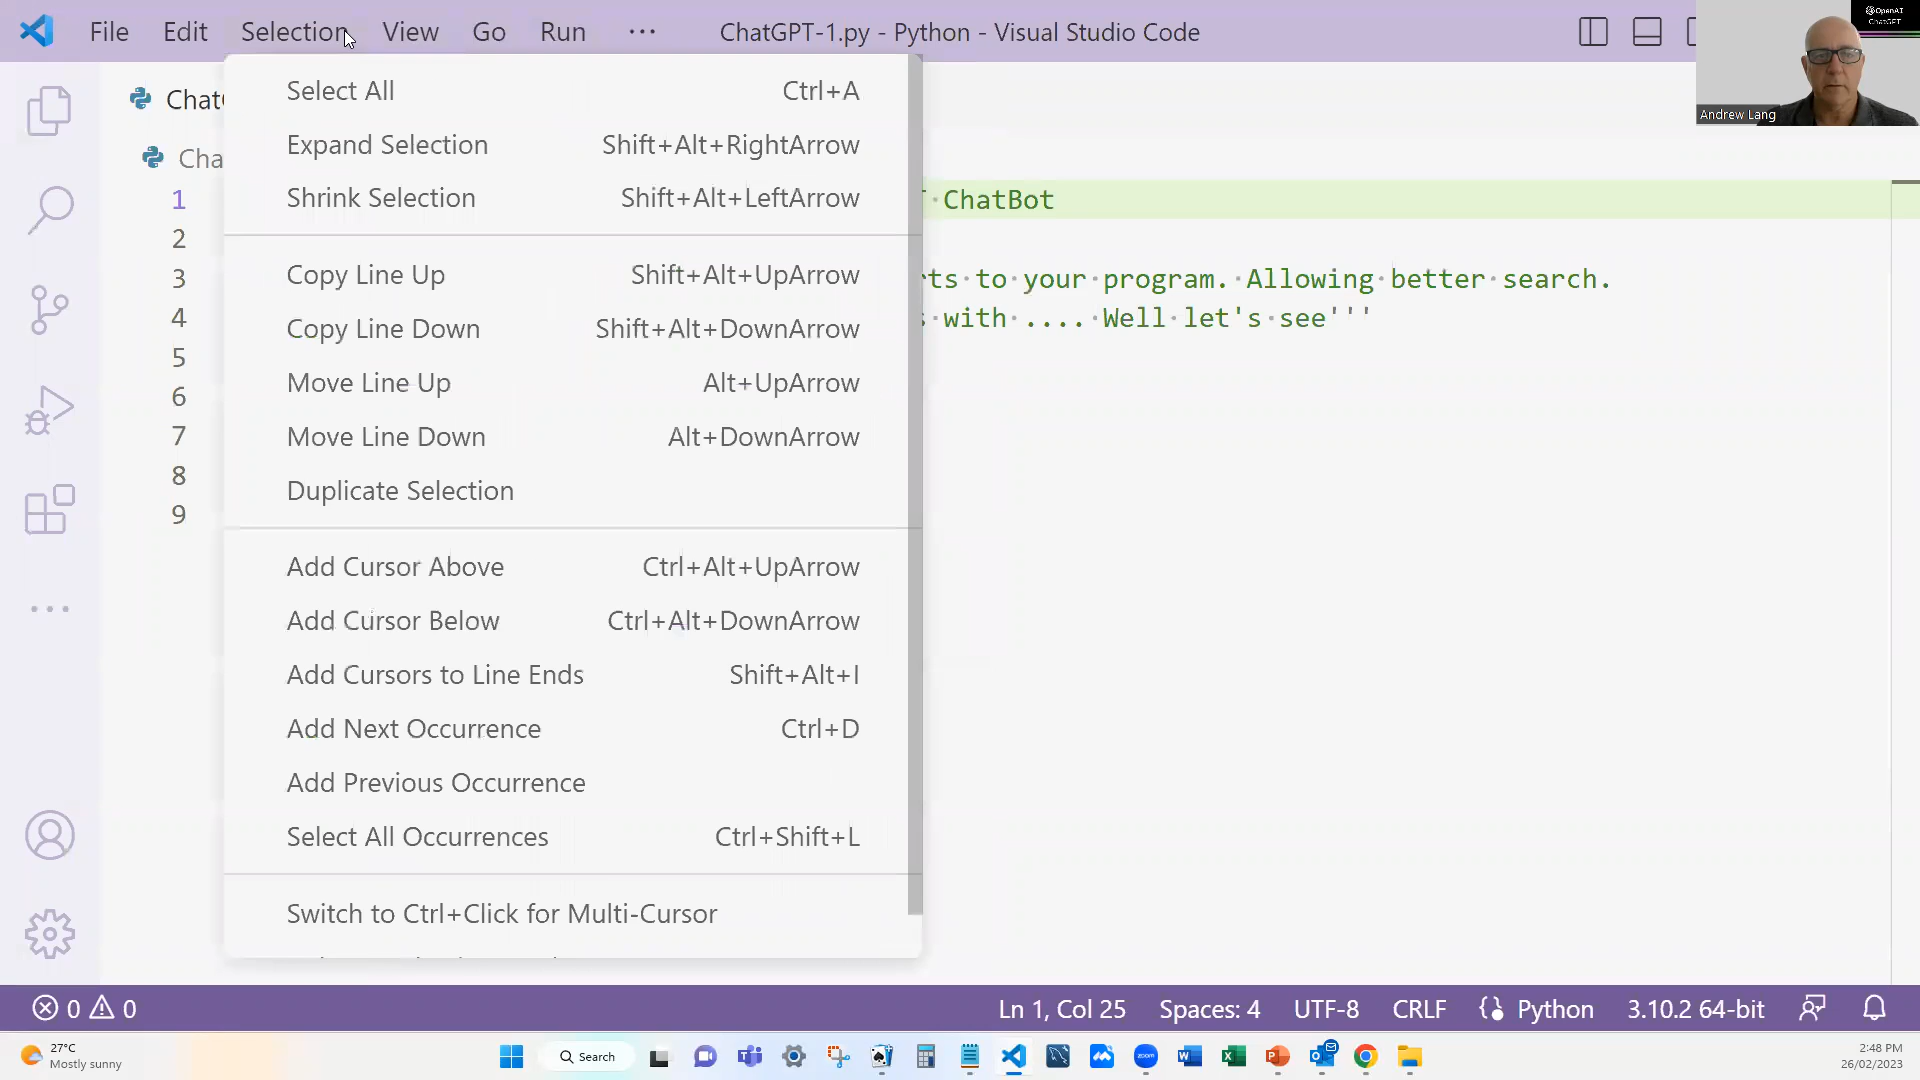 File Edit Selection View Go Run ··· ChatGPT-1.py - Python - Visual Studio Code
OpenAI
ChatGPT
Andrew Lang
Select All Ctrl+A
Expand Selection Shift+Alt+RightArrow
Shrink Selection Shift+Alt+LeftArrow
Copy Line Up Shift+Alt+UpArrow
Copy Line Down Shift+Alt+DownArrow
Move Line Up Alt+UpArrow
Move Line Down Alt+DownArrow
Duplicate Selection
Add Cursor Above Ctrl+Alt+UpArrow
Add Cursor Below Ctrl+Alt+DownArrow
Add Cursors to Line Ends Shift+Alt+I
Add Next Occurrence Ctrl+D
Add Previous Occurrence
Select All Occurrences Ctrl+Shift+L
Switch to Ctrl+Click for Multi-Cursor
1 ChatBot
2
3 to your program. Allowing better search.
4 with .... Well let's see'''
5
6
7
8
9
0 0 Ln 1, Col 25 Spaces: 4 UTF-8 CRLF Python 3.10.2 64-bit
27°C
Mostly sunny
Search
zoom
2:48 PM
26/02/2023